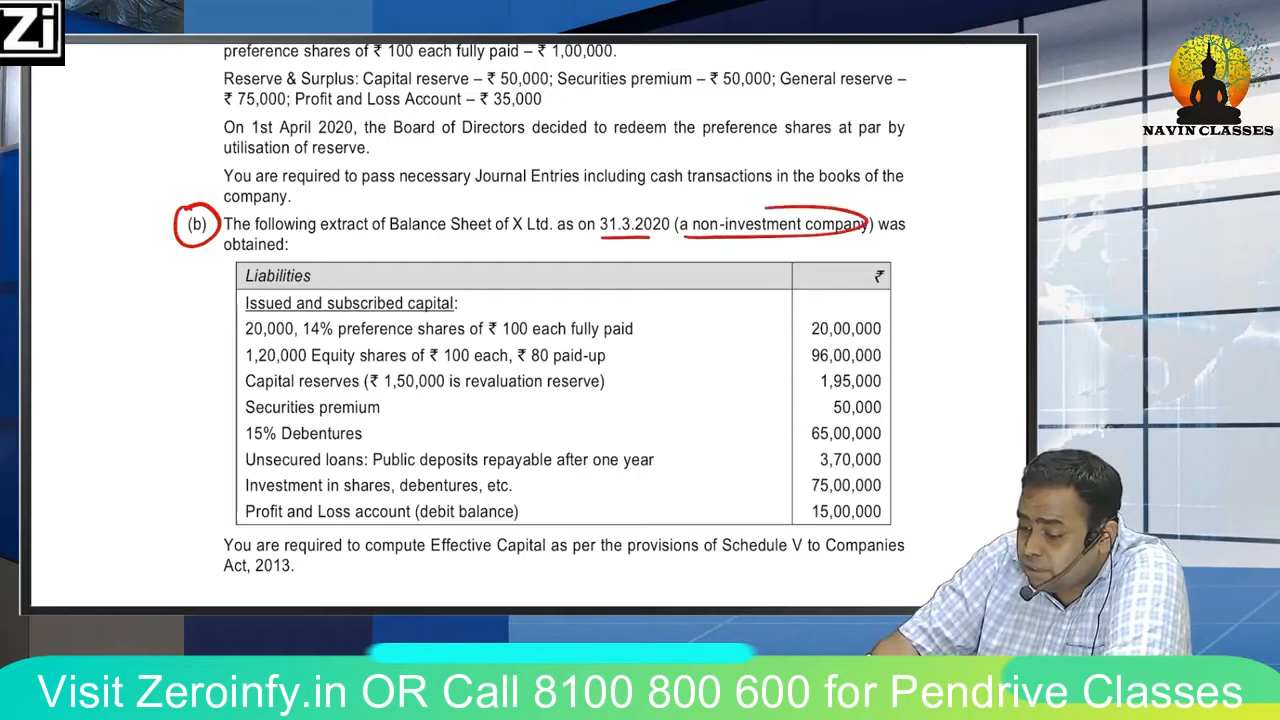 Zi
preference shares of ₹ 100 each fully paid – ₹ 1,00,000.
Reserve & Surplus: Capital reserve – ₹ 50,000; Securities premium – ₹ 50,000; General reserve –
₹ 75,000; Profit and Loss Account – ₹ 35,000
NAVIN CLASSES
On 1st April 2020, the Board of Directors decided to redeem the preference shares at par by
utilisation of reserve.
You are required to pass necessary Journal Entries including cash transactions in the books of the
company.
(b) The following extract of Balance Sheet of X Ltd. as on 31.3.2020 (a non-investment company) was
obtained:
Liabilities ₹
Issued and subscribed capital:
20,000, 14% preference shares of ₹ 100 each fully paid 20,00,000
1,20,000 Equity shares of ₹ 100 each, ₹ 80 paid-up 96,00,000
Capital reserves (₹ 1,50,000 is revaluation reserve) 1,95,000
Securities premium 50,000
15% Debentures 65,00,000
Unsecured loans: Public deposits repayable after one year 3,70,000
Investment in shares, debentures, etc. 75,00,000
Profit and Loss account (debit balance) 15,00,000
You are required to compute Effective Capital as per the provisions of Schedule V to Companies
Act, 2013.
Visit Zeroinfy.in OR Call 8100 800 600 for Pendrive Classes